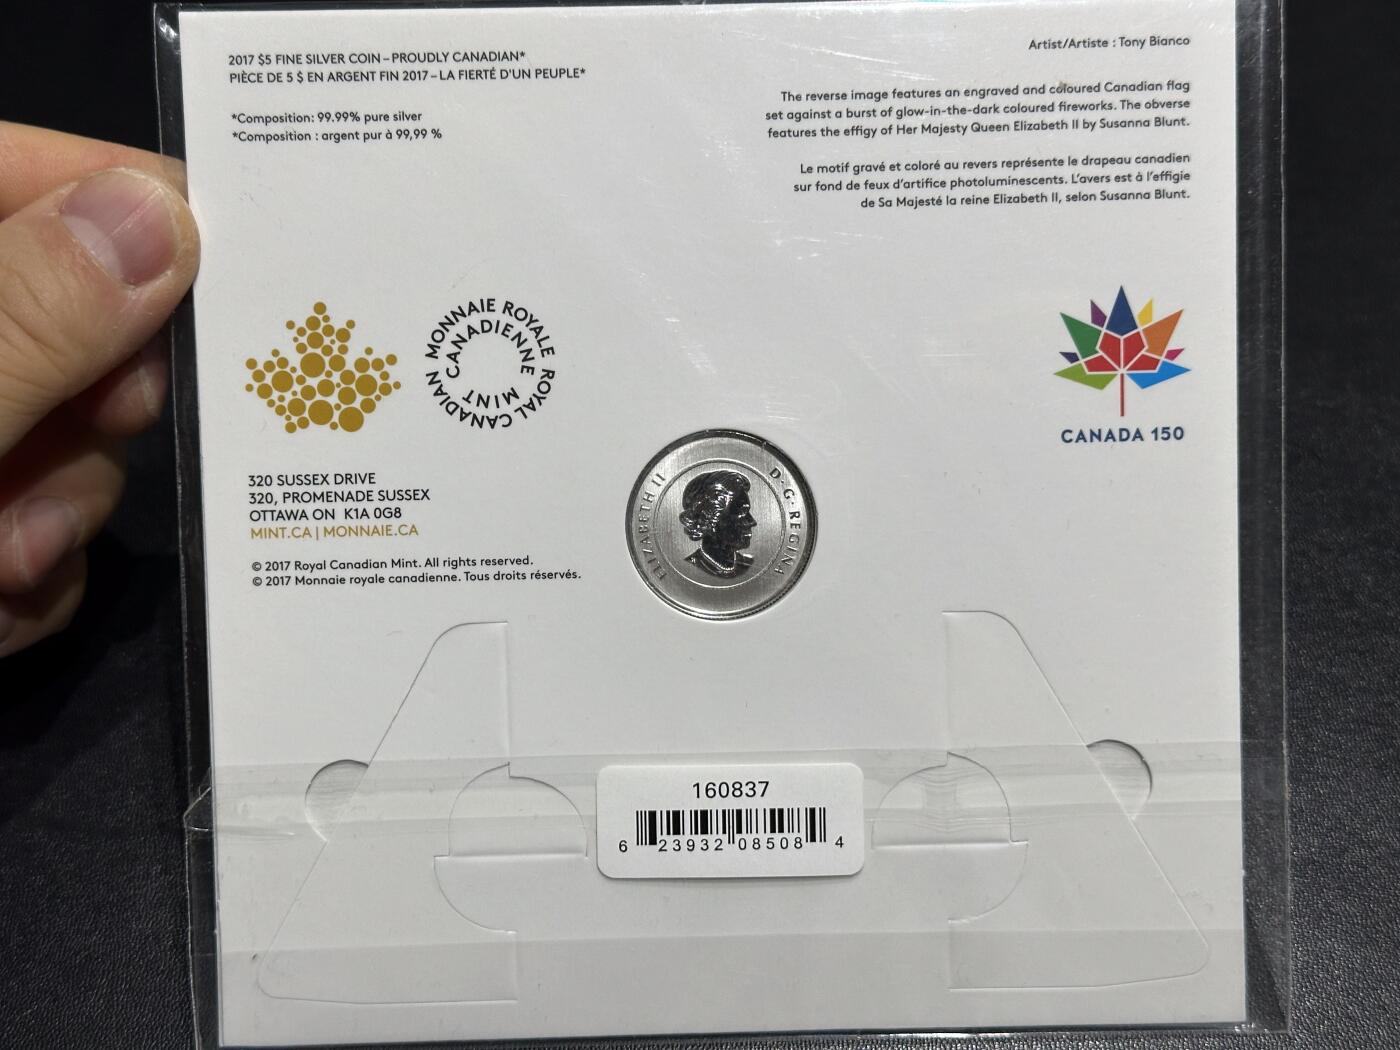 2017 $5 FINE SILVER COIN – PROUDLY CANADIAN*
PIÈCE DE 5 $ EN ARGENT FIN 2017 – LA FIERTÉ D'UN PEUPLE*
*Composition: 99.99% pure silver
*Composition : argent pur à 99,99 %
Artist/Artiste : Tony Bianco
The reverse image features an engraved and coloured Canadian flag
set against a burst of glow-in-the-dark coloured fireworks. The obverse
features the effigy of Her Majesty Queen Elizabeth II by Susanna Blunt.
Le motif gravé et coloré au revers représente le drapeau canadien
sur fond de feux d'artifice photoluminescents. L'avers est à l'effigie
de Sa Majesté la reine Elizabeth II, selon Susanna Blunt.
MONNAIE ROYALE
CANADIENNE
ROYAL CANADIAN
MINT
CANADA 150
320 SUSSEX DRIVE
320, PROMENADE SUSSEX
OTTAWA ON K1A 0G8
MINT.CA | MONNAIE.CA
© 2017 Royal Canadian Mint. All rights reserved.
© 2017 Monnaie royale canadienne. Tous droits réservés.
ELIZABETH II
D · G · REGINA
160837
6 23932 08508 4